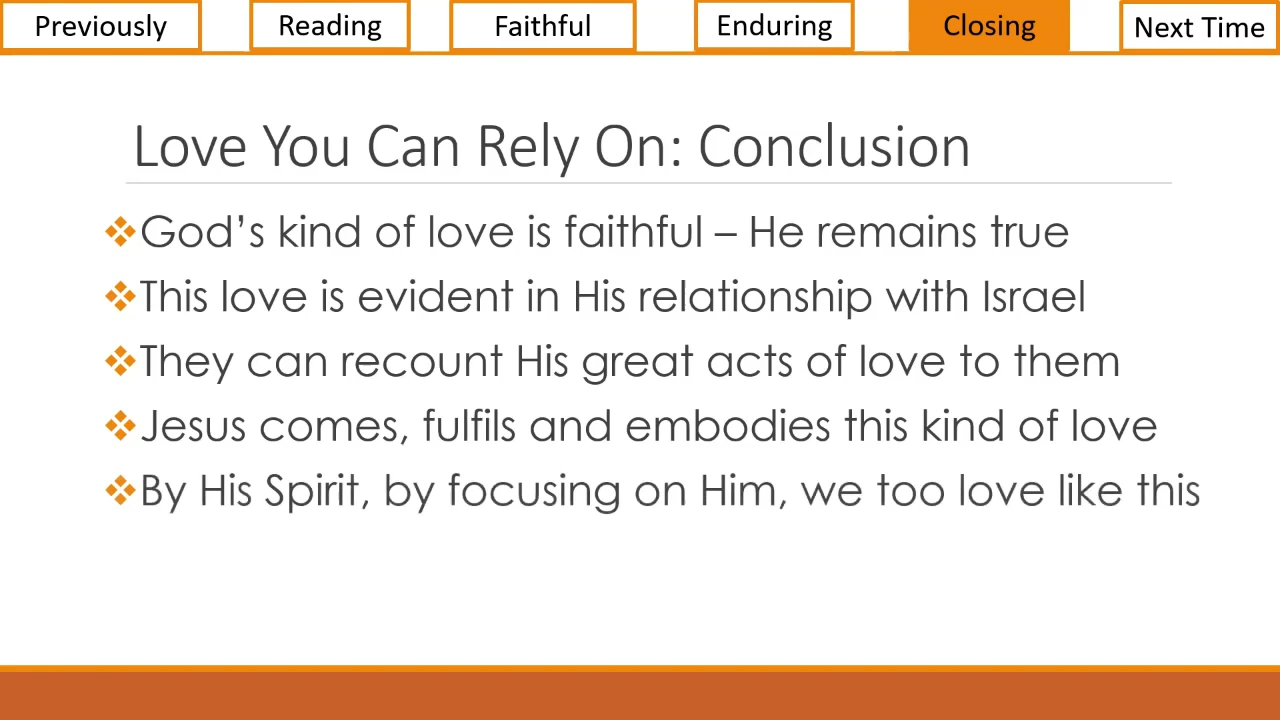 Previously
Reading
Faithful
Enduring
Closing
Next Time
Love You Can Rely On: Conclusion
❖God’s kind of love is faithful – He remains true
❖This love is evident in His relationship with Israel
❖They can recount His great acts of love to them
❖Jesus comes, fulfils and embodies this kind of love
❖By His Spirit, by focusing on Him, we too love like this